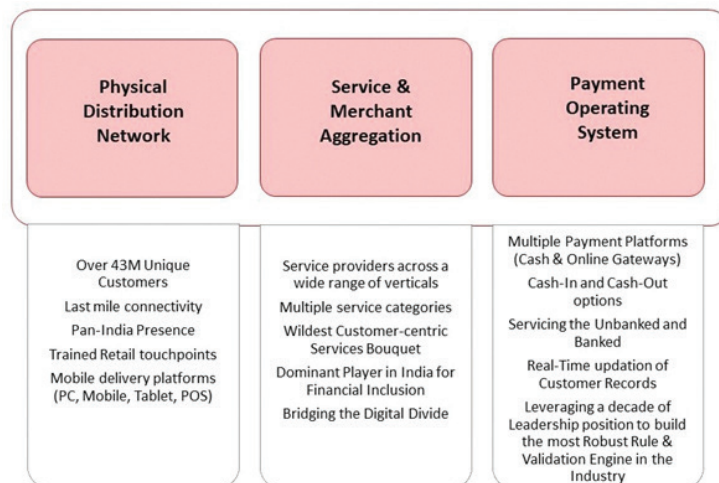 Physical
Distribution
Network
Service &
Merchant
Aggregation
Payment
Operating
System
Over 43M Unique
Customers
Last mile connectivity
Pan-India Presence
Trained Retail touchpoints
Mobile delivery platforms
(PC, Mobile, Tablet, POS)
Service providers across a
wide range of verticals
Multiple service categories
Wildest Customer-centric
Services Bouquet
Dominant Player in India for
Financial Inclusion
Bridging the Digital Divide
Multiple Payment Platforms
(Cash & Online Gateways)
Cash-In and Cash-Out
options
Servicing the Unbanked and
Banked
Real-Time updation of
Customer Records
Leveraging a decade of
Leadership position to build
the most Robust Rule &
Validation Engine in the
Industry